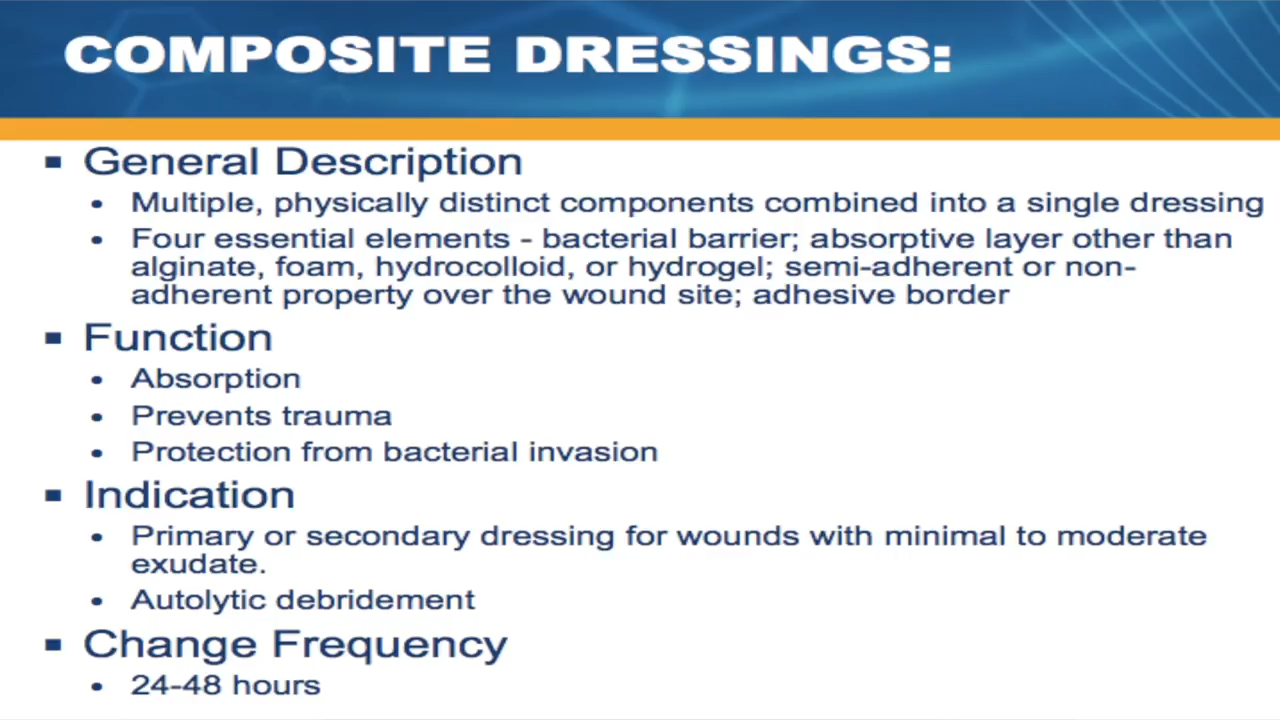 COMPOSITE DRESSINGS:
▪ General Description
• Multiple, physically distinct components combined into a single dressing
• Four essential elements - bacterial barrier; absorptive layer other than
alginate, foam, hydrocolloid, or hydrogel; semi-adherent or non-
adherent property over the wound site; adhesive border
▪ Function
• Absorption
• Prevents trauma
• Protection from bacterial invasion
▪ Indication
• Primary or secondary dressing for wounds with minimal to moderate
exudate.
• Autolytic debridement
▪ Change Frequency
• 24-48 hours